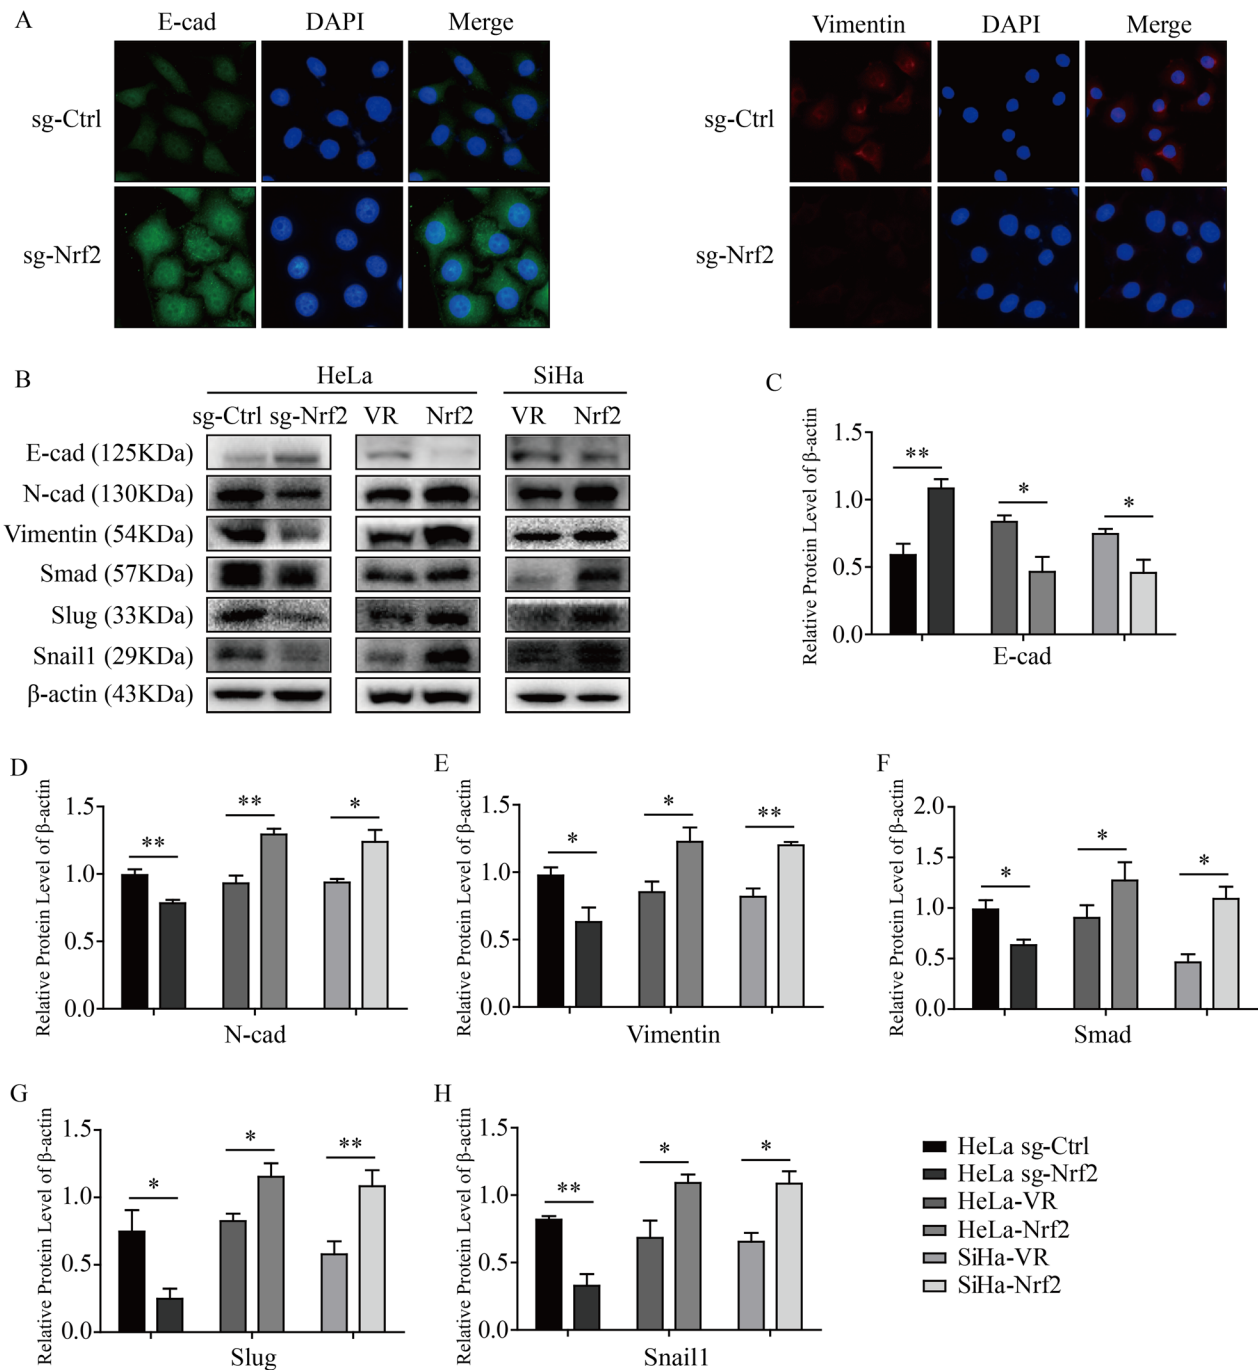 A
E-cad DAPI Merge
sg-Ctrl
sg-Nrf2
Vimentin DAPI Merge
sg-Ctrl
sg-Nrf2
B
HeLa SiHa
sg-Ctrl sg-Nrf2 VR Nrf2 VR Nrf2
E-cad (125KDa)
N-cad (130KDa)
Vimentin (54KDa)
Smad (57KDa)
Slug (33KDa)
Snail1 (29KDa)
β-actin (43KDa)
C
Relative Protein Level of β-actin
1.5
1.0
0.5
0.0
** * *
E-cad
D
Relative Protein Level of β-actin
1.5
1.0
0.5
0.0
** ** *
N-cad
E
Relative Protein Level of β-actin
1.5
1.0
0.5
0.0
* * **
Vimentin
F
Relative Protein Level of β-actin
2.0
1.5
1.0
0.5
0.0
* * *
Smad
G
Relative Protein Level of β-actin
1.5
1.0
0.5
0.0
* * **
Slug
H
Relative Protein Level of β-actin
1.5
1.0
0.5
0.0
** * *
Snail1
HeLa sg-Ctrl
HeLa sg-Nrf2
HeLa-VR
HeLa-Nrf2
SiHa-VR
SiHa-Nrf2